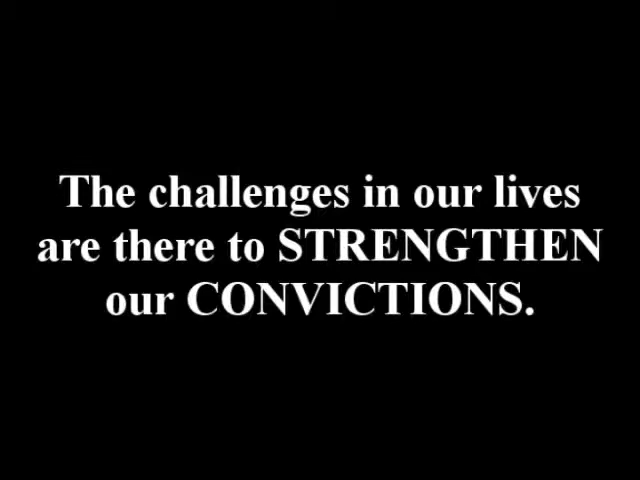 The challenges in our lives
are there to STRENGTHEN
our CONVICTIONS.